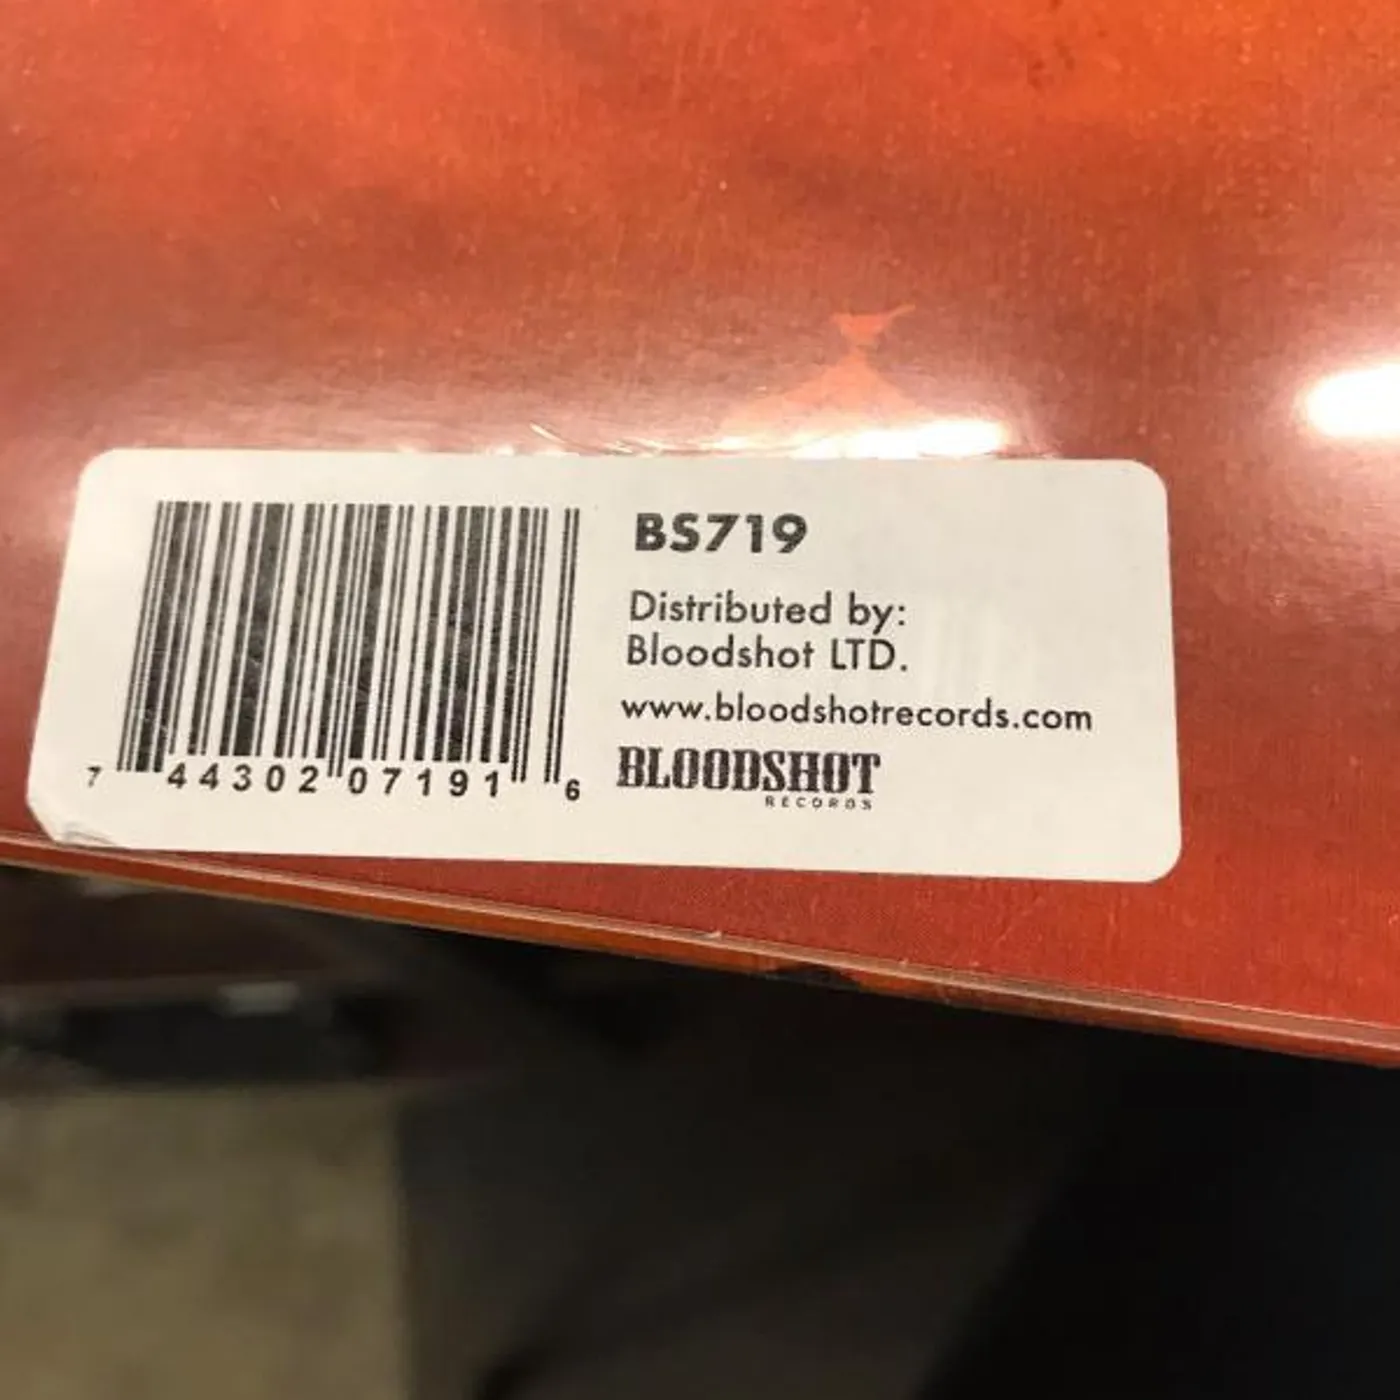 7 44302 07191 6
BS719
Distributed by:
Bloodshot LTD.
www.bloodshotrecords.com
BLOODSHOT
RECORDS